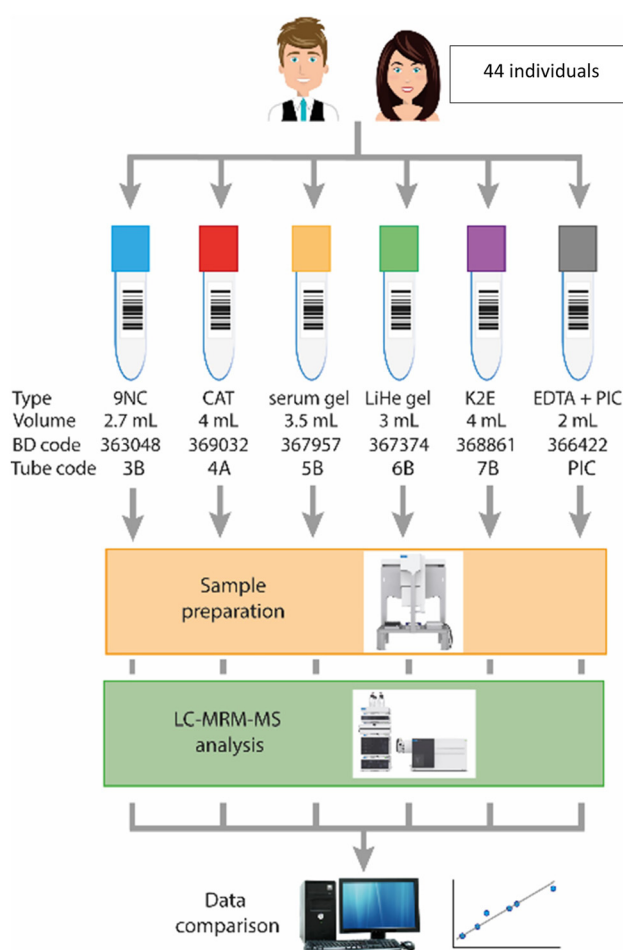 44 individuals
Type 9NC CAT serum gel LiHe gel K2E EDTA + PIC
Volume 2.7 mL 4 mL 3.5 mL 3 mL 4 mL 2 mL
BD code 363048 369032 367957 367374 368861 366422
Tube code 3B 4A 5B 6B 7B PIC
Sample
preparation
LC-MRM-MS
analysis
Data
comparison